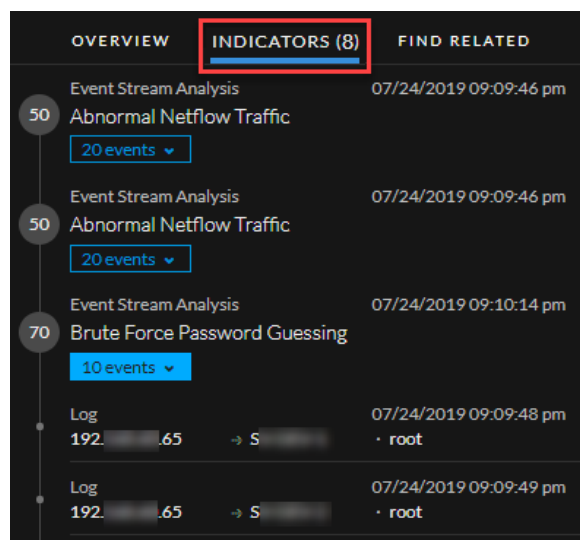 OVERVIEW INDICATORS (8) FIND RELATED
Event Stream Analysis 07/24/2019 09:09:46 pm
50 Abnormal Netflow Traffic
20 events
Event Stream Analysis 07/24/2019 09:09:46 pm
50 Abnormal Netflow Traffic
20 events
Event Stream Analysis 07/24/2019 09:10:14 pm
70 Brute Force Password Guessing
10 events
Log 07/24/2019 09:09:48 pm
192. .65 → S · root
Log 07/24/2019 09:09:49 pm
192. .65 → S · root